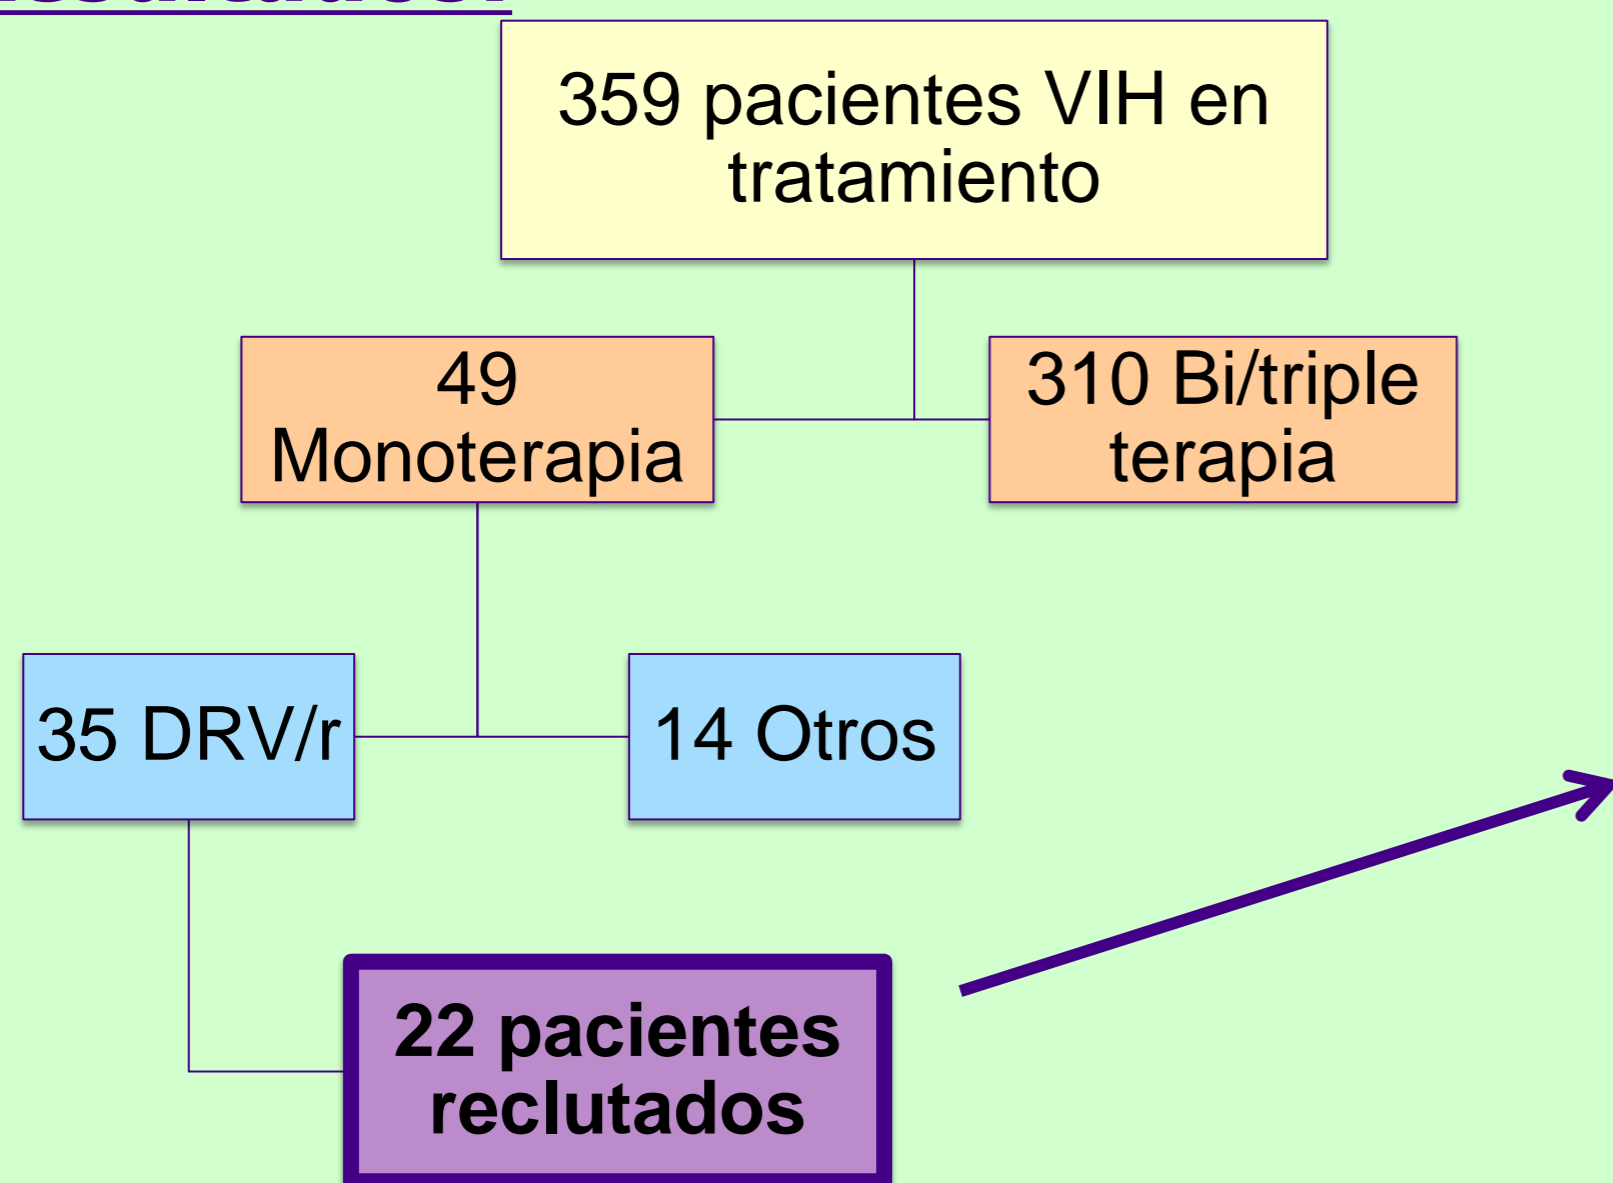 359 pacientes VIH en
tratamiento
49
Monoterapia
310 Bi/triple
terapia
35 DRV/r
14 Otros
22 pacientes
reclutados